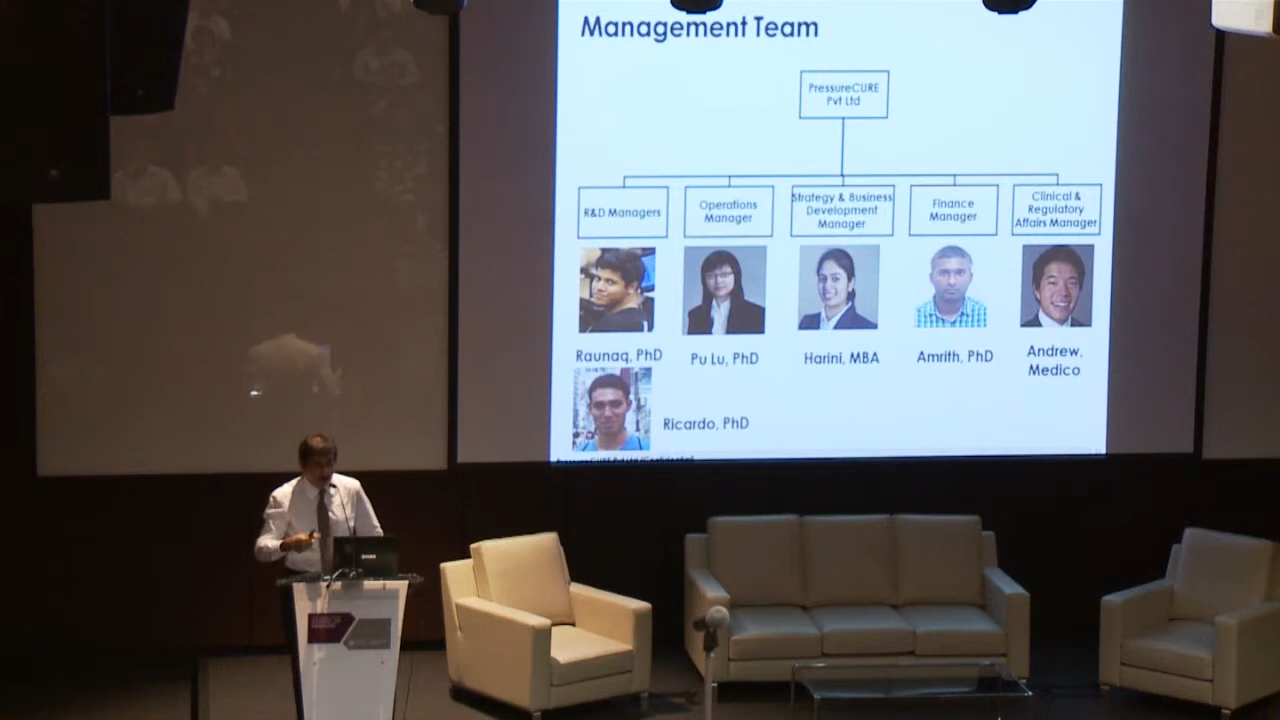 Management Team
PressureCURE
Pvt Ltd
R&D Managers
Operations
Manager
Strategy & Business
Development
Manager
Finance
Manager
Clinical &
Regulatory
Affairs Manager
Raunaq, PhD
Pu Lu, PhD
Harini, MBA
Amrith, PhD
Andrew,
Medico
Ricardo, PhD